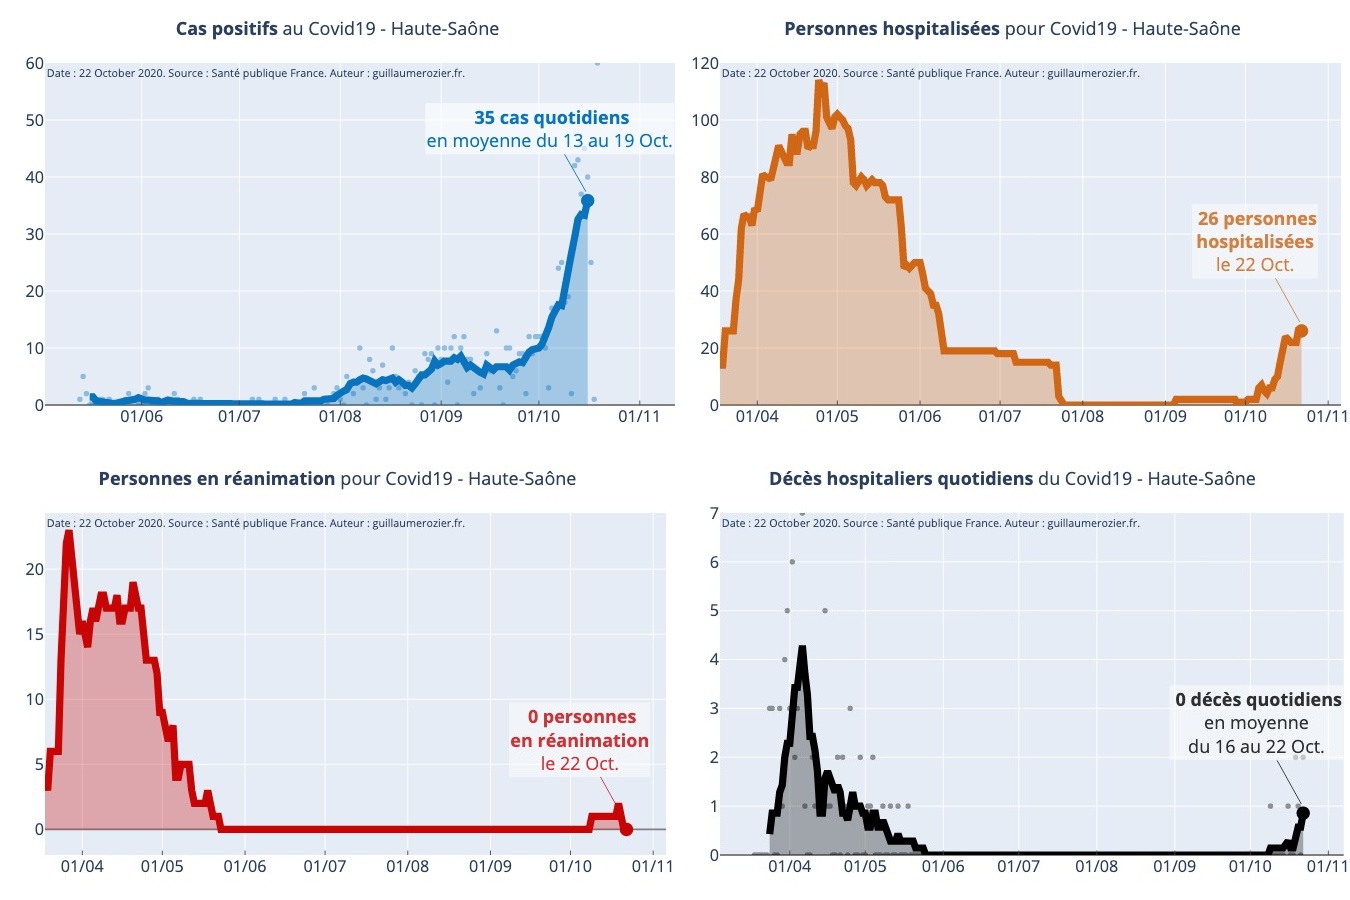 Cas positifs au Covid19 - Haute-Saône
Date : 22 October 2020. Source : Santé publique France. Auteur : guillaumerozier.fr.
60
50
40
30
20
10
0
35 cas quotidiens
en moyenne du 13 au 19 Oct.
01/06 01/07 01/08 01/09 01/10 01/11
Personnes hospitalisées pour Covid19 - Haute-Saône
Date : 22 October 2020. Source : Santé publique France. Auteur : guillaumerozier.fr.
120
100
80
60
40
20
0
26 personnes
hospitalisées
le 22 Oct.
01/04 01/05 01/06 01/07 01/08 01/09 01/10 01/11
Personnes en réanimation pour Covid19 - Haute-Saône
Date : 22 October 2020. Source : Santé publique France. Auteur : guillaumerozier.fr.
20
15
10
5
0
0 personnes
en réanimation
le 22 Oct.
01/04 01/05 01/06 01/07 01/08 01/09 01/10 01/11
Décès hospitaliers quotidiens du Covid19 - Haute-Saône
Date : 22 October 2020. Source : Santé publique France. Auteur : guillaumerozier.fr.
7
6
5
4
3
2
1
0
0 décès quotidiens
en moyenne
du 16 au 22 Oct.
01/04 01/05 01/06 01/07 01/08 01/09 01/10 01/11